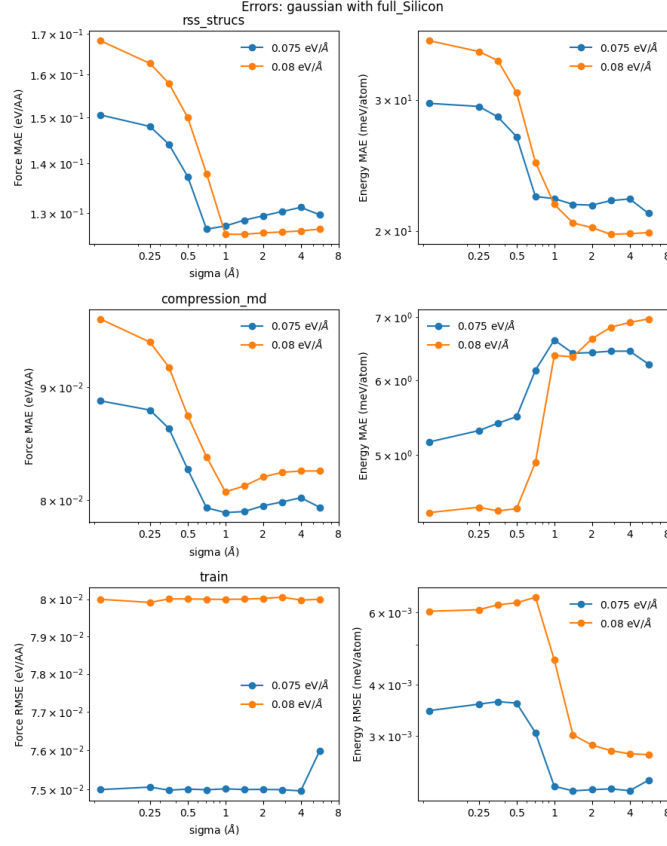 Errors: gaussian with full_Silicon
rss_strucs
Force MAE (eV/AA)
1.7 × 10⁻¹
1.6 × 10⁻¹
1.5 × 10⁻¹
1.4 × 10⁻¹
1.3 × 10⁻¹
0.075 eV/Å
0.08 eV/Å
0.25 0.5 1 2 4 8
sigma (Å)
Energy MAE (meV/atom)
3 × 10¹
2 × 10¹
0.075 eV/Å
0.08 eV/Å
0.25 0.5 1 2 4 8
compression_md
Force MAE (eV/AA)
9 × 10⁻²
8 × 10⁻²
0.075 eV/Å
0.08 eV/Å
0.25 0.5 1 2 4 8
sigma (Å)
Energy MAE (meV/atom)
7 × 10⁰
6 × 10⁰
5 × 10⁰
0.075 eV/Å
0.08 eV/Å
0.25 0.5 1 2 4 8
train
Force RMSE (eV/AA)
8 × 10⁻²
7.9 × 10⁻²
7.8 × 10⁻²
7.7 × 10⁻²
7.6 × 10⁻²
7.5 × 10⁻²
0.075 eV/Å
0.08 eV/Å
0.25 0.5 1 2 4 8
sigma (Å)
Energy RMSE (meV/atom)
6 × 10⁻³
4 × 10⁻³
3 × 10⁻³
0.075 eV/Å
0.08 eV/Å
0.25 0.5 1 2 4 8